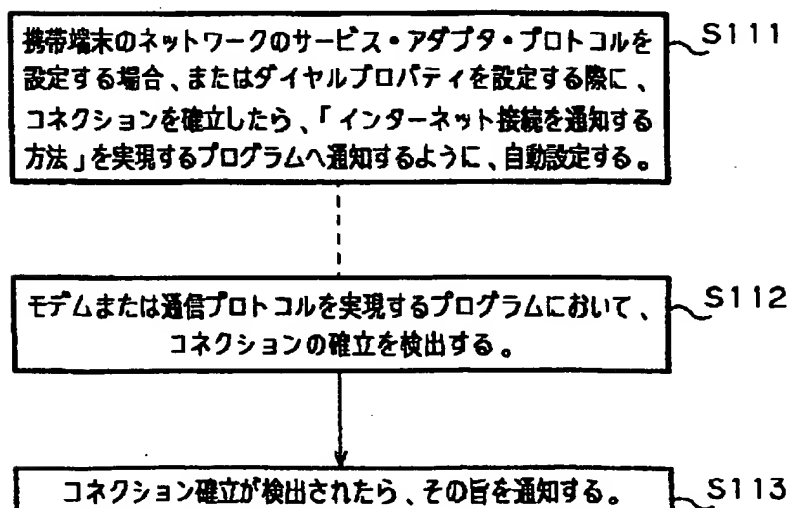 携帯端末のネットワークのサービス・アダプタ・プロトコルを
設定する場合、またはダイヤルプロパティを設定する際に、
コネクションを確立したら、「インターネット接続を通知する
方法」を実現するプログラムへ通知するように、自動設定する。
S111
モデムまたは通信プロトコルを実現するプログラムにおいて、
コネクションの確立を検出する。
S112
コネクション確立が検出されたら、その旨を通知する。
S113